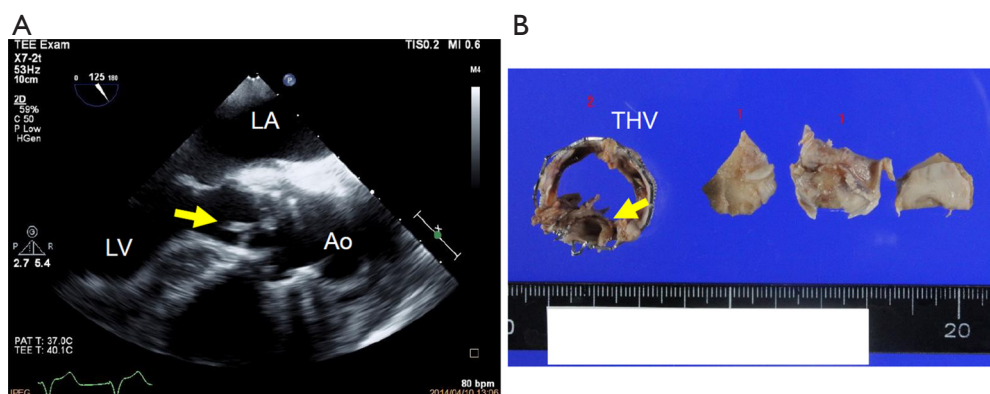 A
TEE Exam
X7-2t
53Hz
10cm
2D
59%
C 50
P Low
HGen
TIS0.2 MI 0.6
M4
0 125 180
P
LA
LV
Ao
G
P R
2.7 5.4
PAT T: 37.0C
TEE T: 40.1C
JPEG
80 bpm
2014/04/10 13:06
B
2
THV
1
1
0
20